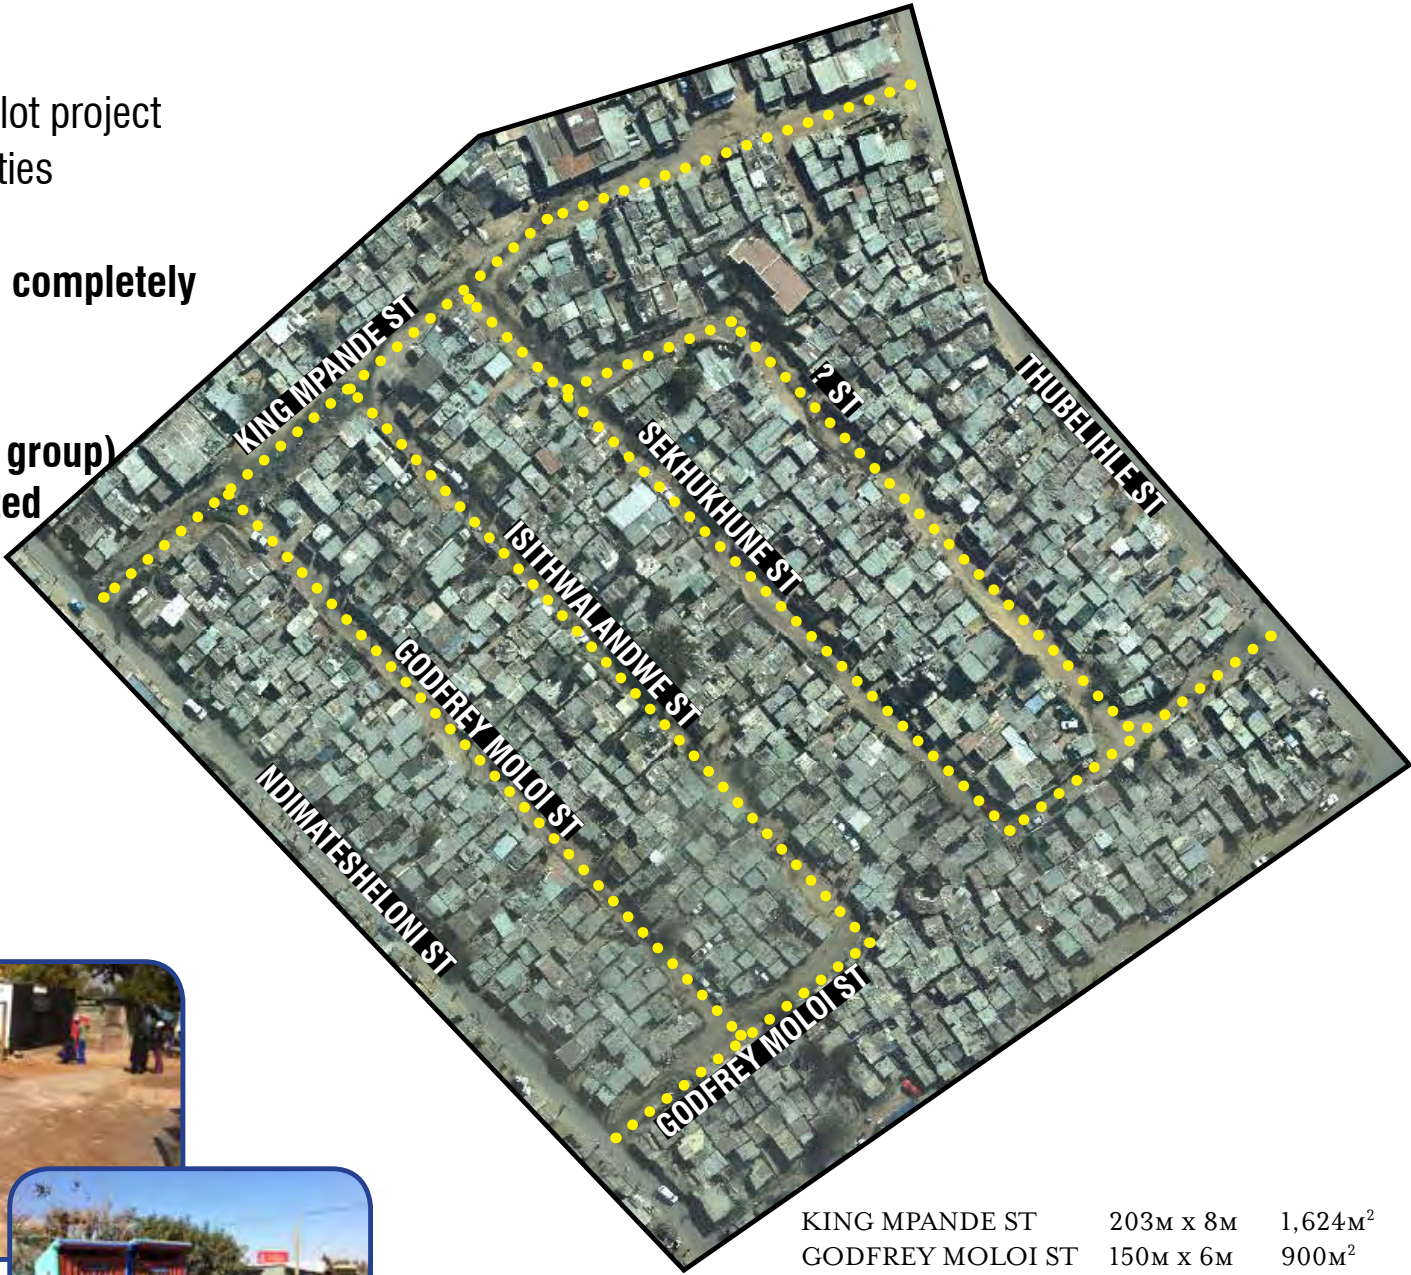 lot project
ties
completely
group)
ed
KING MPANDE ST
? ST
THUBELIHLE ST
SEKHUKHUNE ST
ISITHWALANDWE ST
GODFREY MOLOI ST
NDIMATESHELONI ST
GODFREY MOLOI ST
KING MPANDE ST 203M X 8M 1,624M²
GODFREY MOLOI ST 150M X 6M 900M²